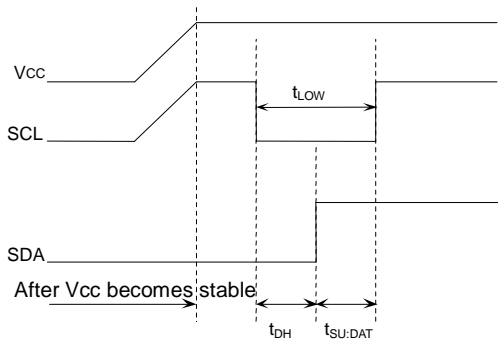 Vcc
tLOW
SCL
SDA
After Vcc becomes stable
tDH
tSU:DAT